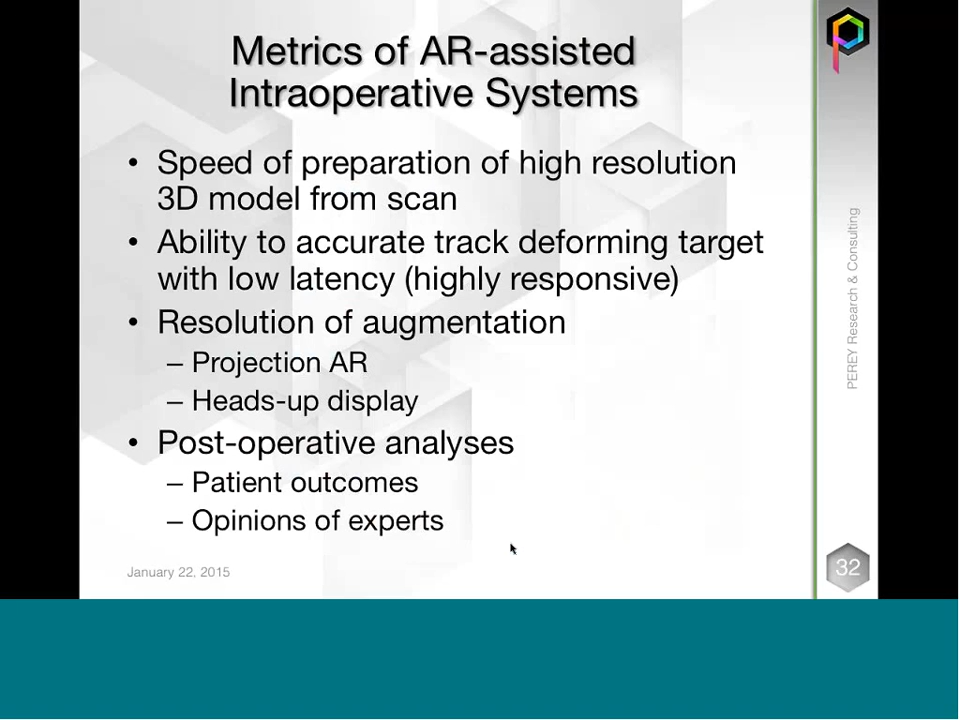 Metrics of AR-assisted
Intraoperative Systems
• Speed of preparation of high resolution
3D model from scan
• Ability to accurate track deforming target
with low latency (highly responsive)
• Resolution of augmentation
– Projection AR
– Heads-up display
• Post-operative analyses
– Patient outcomes
– Opinions of experts
January 22, 2015
PEREY Research & Consulting
32